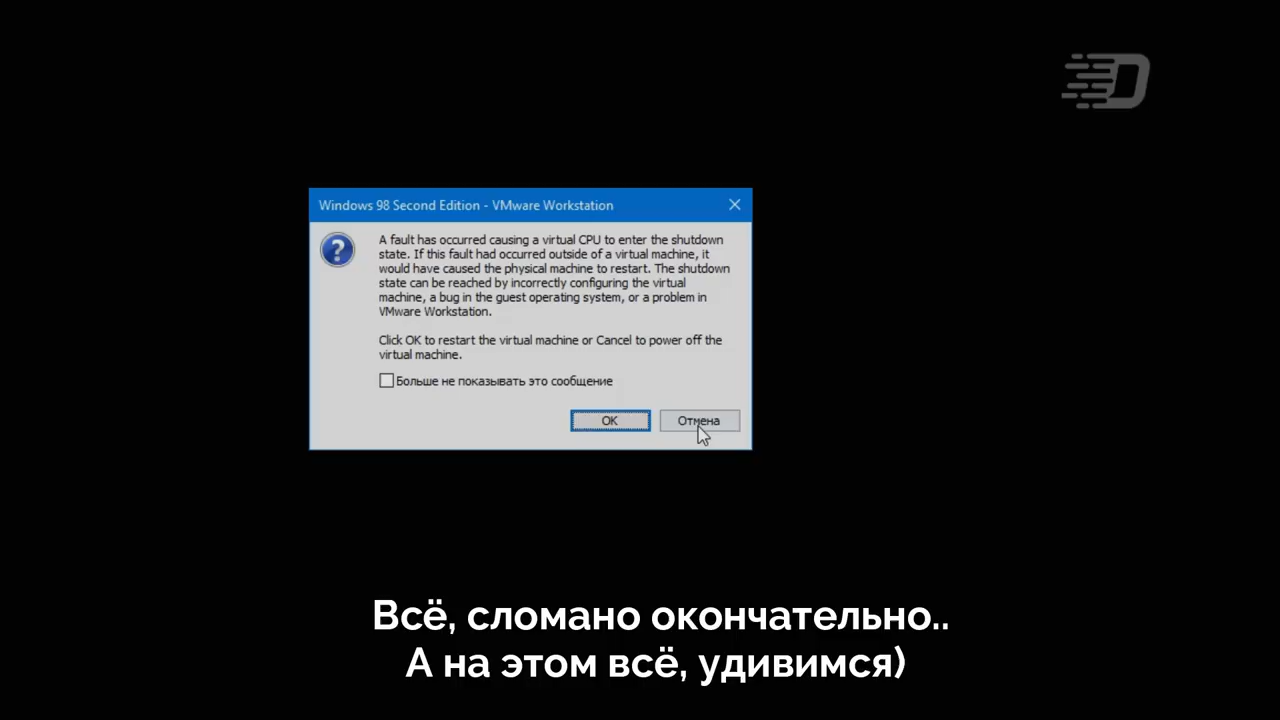 Windows 98 Second Edition - VMware Workstation
A fault has occurred causing a virtual CPU to enter the shutdown
state. If this fault had occurred outside of a virtual machine, it
would have caused the physical machine to restart. The shutdown
state can be reached by incorrectly configuring the virtual
machine, a bug in the guest operating system, or a problem in
VMware Workstation.
Click OK to restart the virtual machine or Cancel to power off the
virtual machine.
Больше не показывать это сообщение
OK Отмена
Всё, сломано окончательно..
А на этом всё, удивимся)